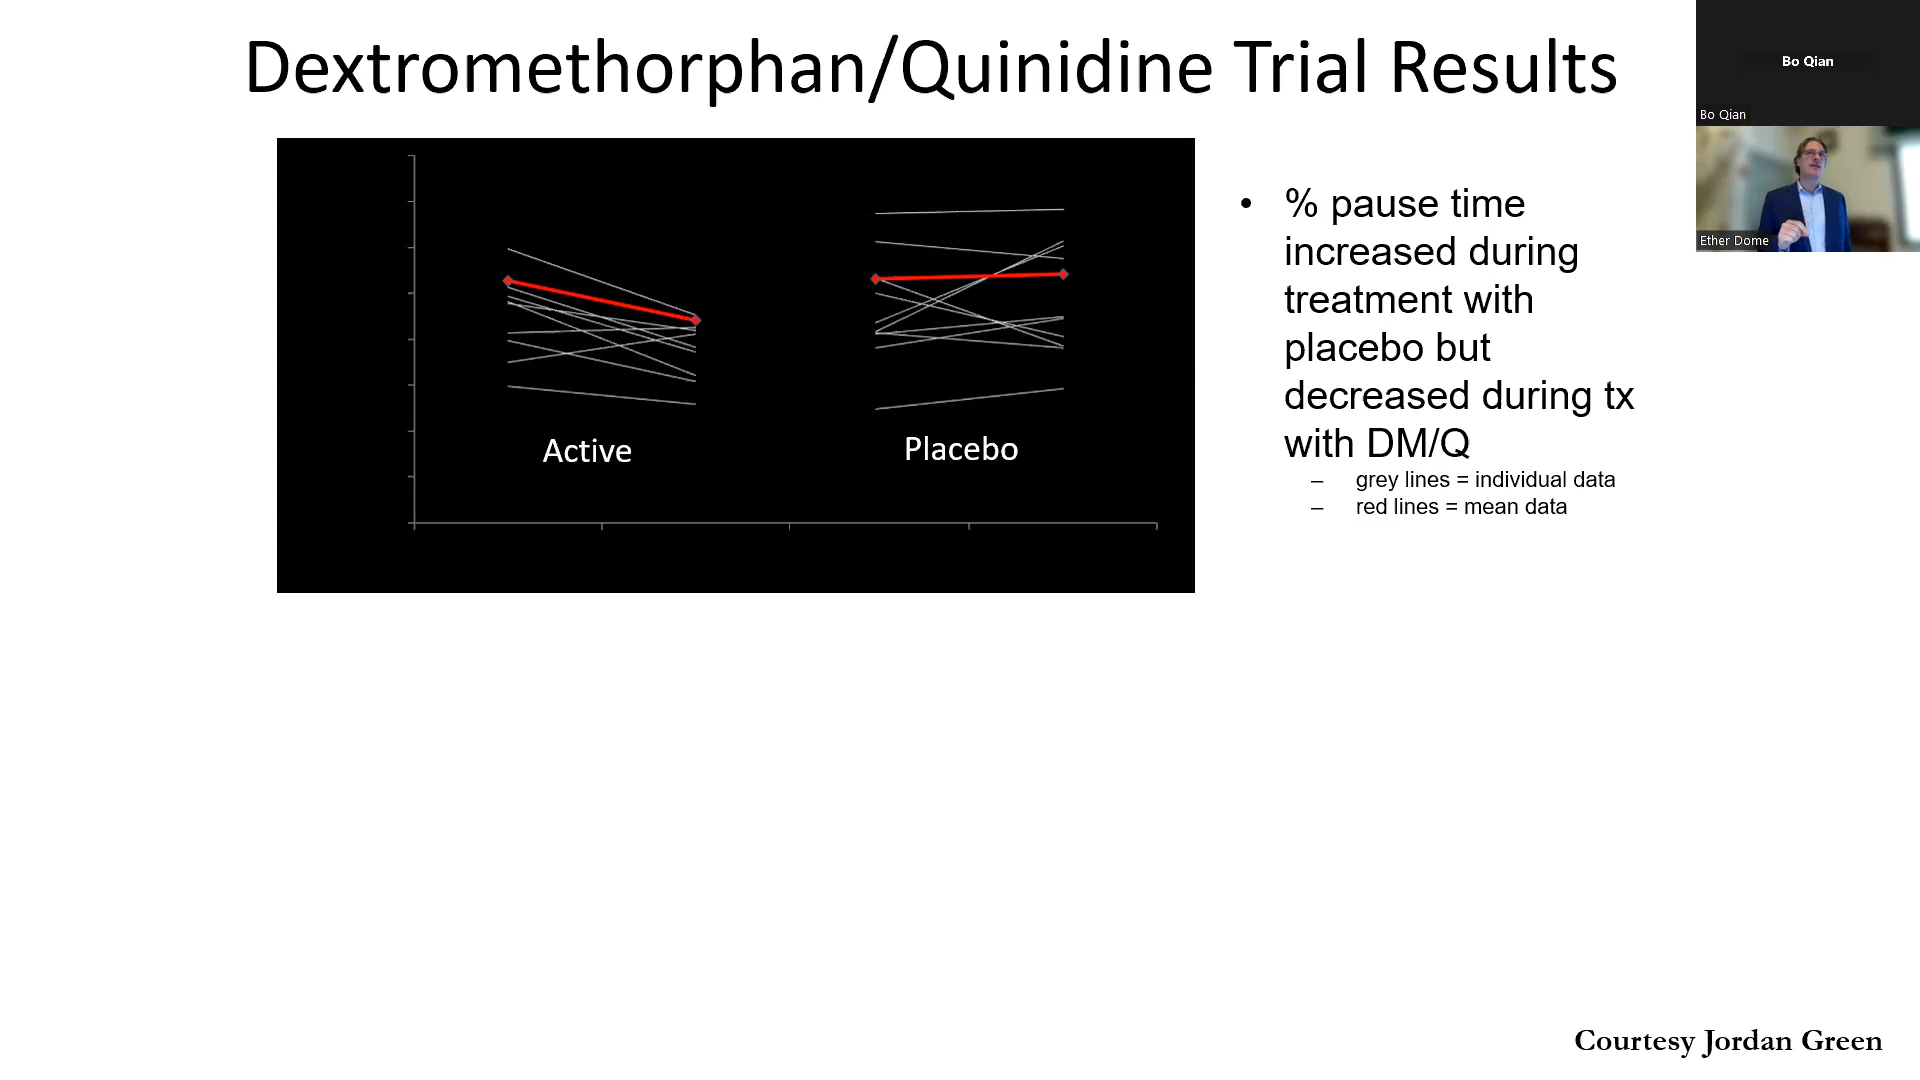 Dextromethorphan/Quinidine Trial Results
Bo Qian
Bo Qian
Ether Dome
Active
Placebo
• % pause time
increased during
treatment with
placebo but
decreased during tx
with DM/Q
– grey lines = individual data
– red lines = mean data
Courtesy Jordan Green